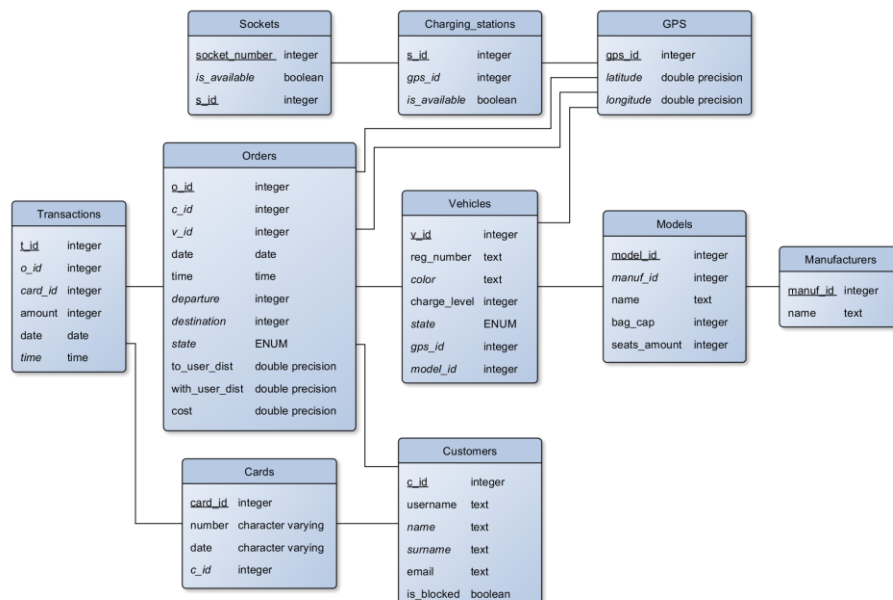 Sockets
socket_number integer
is_available boolean
s_id integer
Charging_stations
s_id integer
gps_id integer
is_available boolean
GPS
gps_id integer
latitude double precision
longitude double precision
Orders
o_id integer
c_id integer
v_id integer
date date
time time
departure integer
destination integer
state ENUM
to_user_dist double precision
with_user_dist double precision
cost double precision
Transactions
t_id integer
o_id integer
card_id integer
amount integer
date date
time time
Vehicles
v_id integer
reg_number text
color text
charge_level integer
state ENUM
gps_id integer
model_id integer
Models
model_id integer
manuf_id integer
name text
bag_cap integer
seats_amount integer
Manufacturers
manuf_id integer
name text
Cards
card_id integer
number character varying
date character varying
c_id integer
Customers
c_id integer
username text
name text
surname text
email text
is_blocked boolean